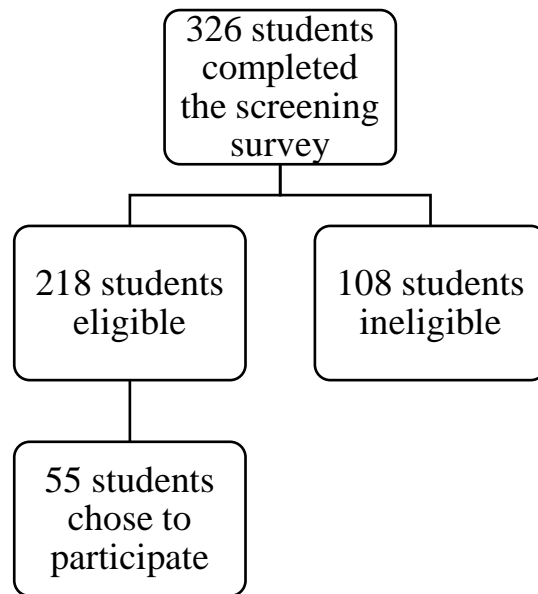 326 students
completed
the screening
survey
218 students
eligible
108 students
ineligible
55 students
chose to
participate